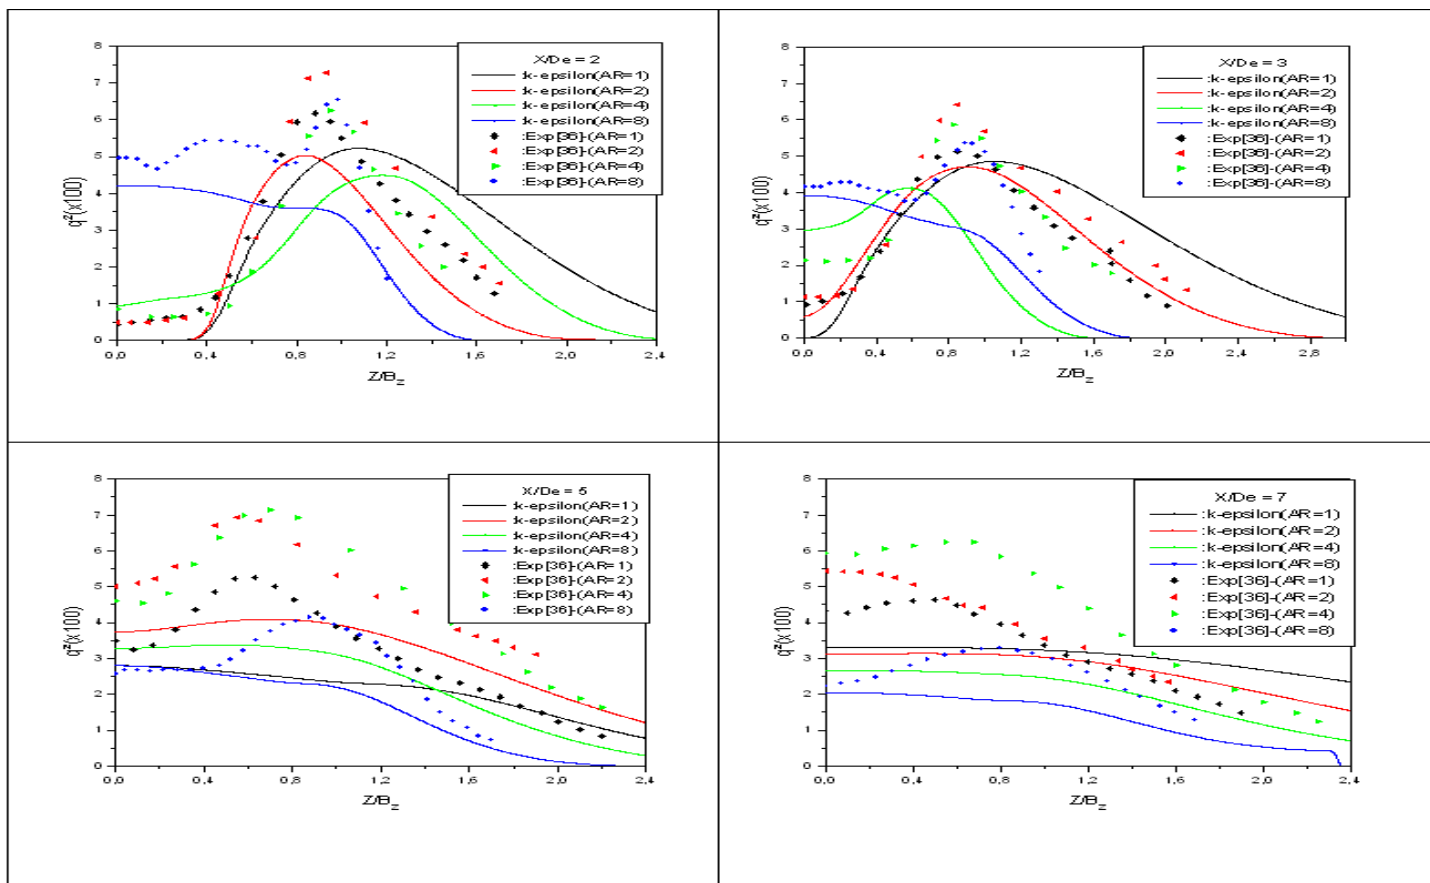 8
7
6
5
4
3
2
1
0
q²(x100)
X/De = 2
:k-epsilon(AR=1)
:k-epsilon(AR=2)
:k-epsilon(AR=4)
:k-epsilon(AR=8)
:Exp[36]-(AR=1)
:Exp[36]-(AR=2)
:Exp[36]-(AR=4)
:Exp[36]-(AR=8)
0,0 0,4 0,8 1,2 1,6 2,0 2,4
Z/Bz
8
7
6
5
4
3
2
1
0
q²(x100)
X/De = 3
:k-epsilon(AR=1)
:k-epsilon(AR=2)
:k-epsilon(AR=4)
:k-epsilon(AR=8)
:Exp[36]-(AR=1)
:Exp[36]-(AR=2)
:Exp[36]-(AR=4)
:Exp[36]-(AR=8)
0,0 0,4 0,8 1,2 1,6 2,0 2,4 2,8
Z/Bz
8
7
6
5
4
3
2
1
0
q²(x100)
X/De = 5
:k-epsilon(AR=1)
:k-epsilon(AR=2)
:k-epsilon(AR=4)
:k-epsilon(AR=8)
:Exp[36]-(AR=1)
:Exp[36]-(AR=2)
:Exp[36]-(AR=4)
:Exp[36]-(AR=8)
0,0 0,4 0,8 1,2 1,6 2,0 2,4
Z/Bz
8
7
6
5
4
3
2
1
0
q²(x100)
X/De = 7
:k-epsilon(AR=1)
:k-epsilon(AR=2)
:k-epsilon(AR=4)
:k-epsilon(AR=8)
:Exp[36]-(AR=1)
:Exp[36]-(AR=2)
:Exp[36]-(AR=4)
:Exp[36]-(AR=8)
0,0 0,4 0,8 1,2 1,6 2,0 2,4
Z/Bz